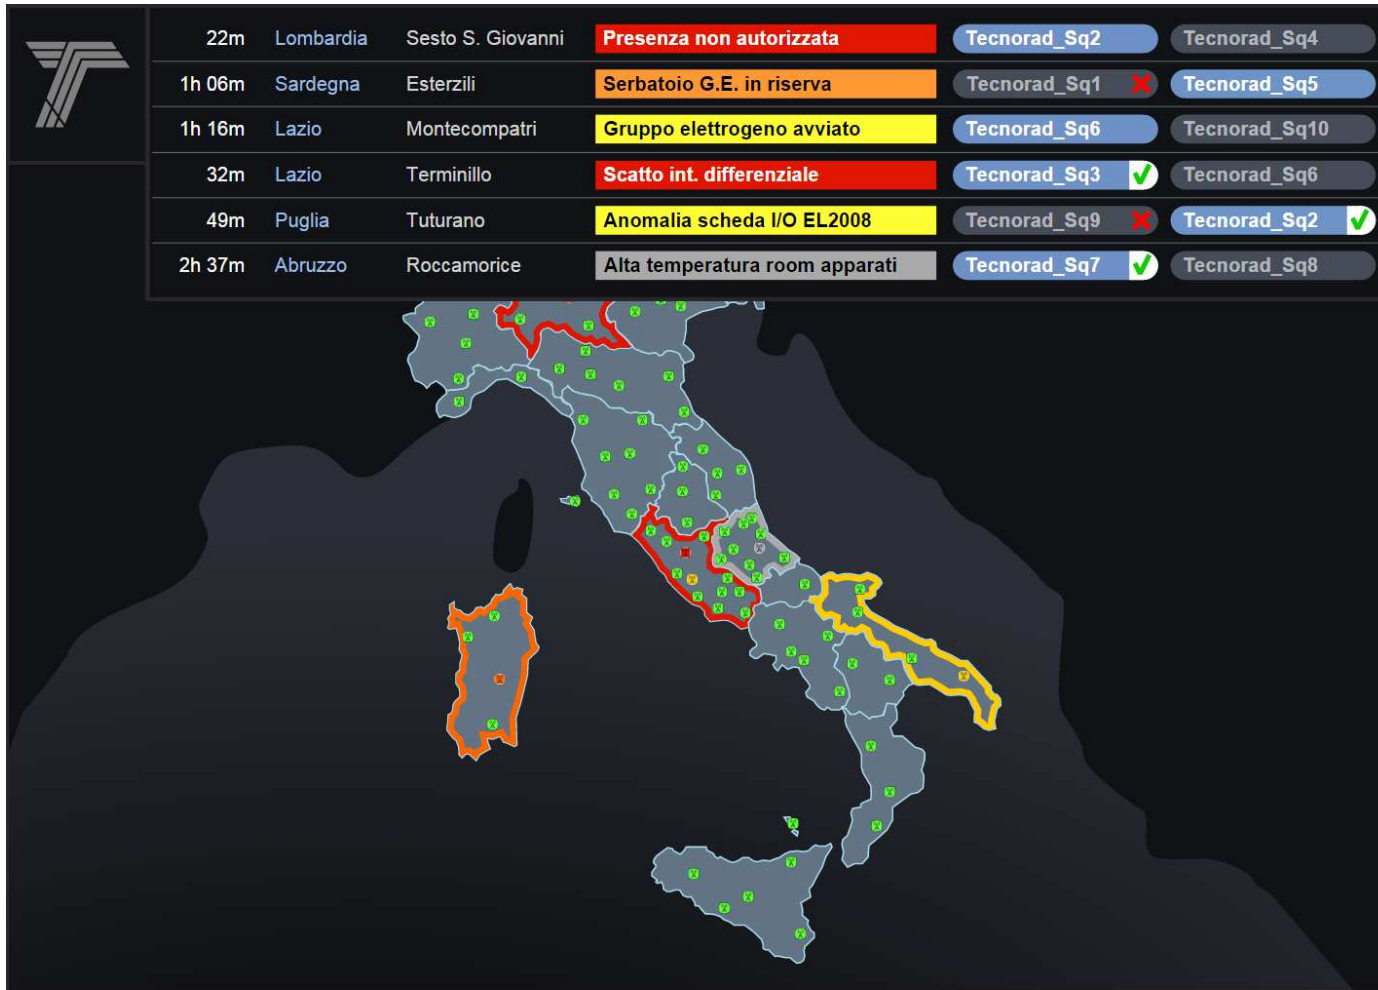 22m Lombardia Sesto S. Giovanni Presenza non autorizzata Tecnorad_Sq2 Tecnorad_Sq4
1h 06m Sardegna Esterzili Serbatoio G.E. in riserva Tecnorad_Sq1 Tecnorad_Sq5
1h 16m Lazio Montecompatri Gruppo elettrogeno avviato Tecnorad_Sq6 Tecnorad_Sq10
32m Lazio Terminillo Scatto int. differenziale Tecnorad_Sq3 Tecnorad_Sq6
49m Puglia Tuturano Anomalia scheda I/O EL2008 Tecnorad_Sq9 Tecnorad_Sq2
2h 37m Abruzzo Roccamorice Alta temperatura room apparati Tecnorad_Sq7 Tecnorad_Sq8